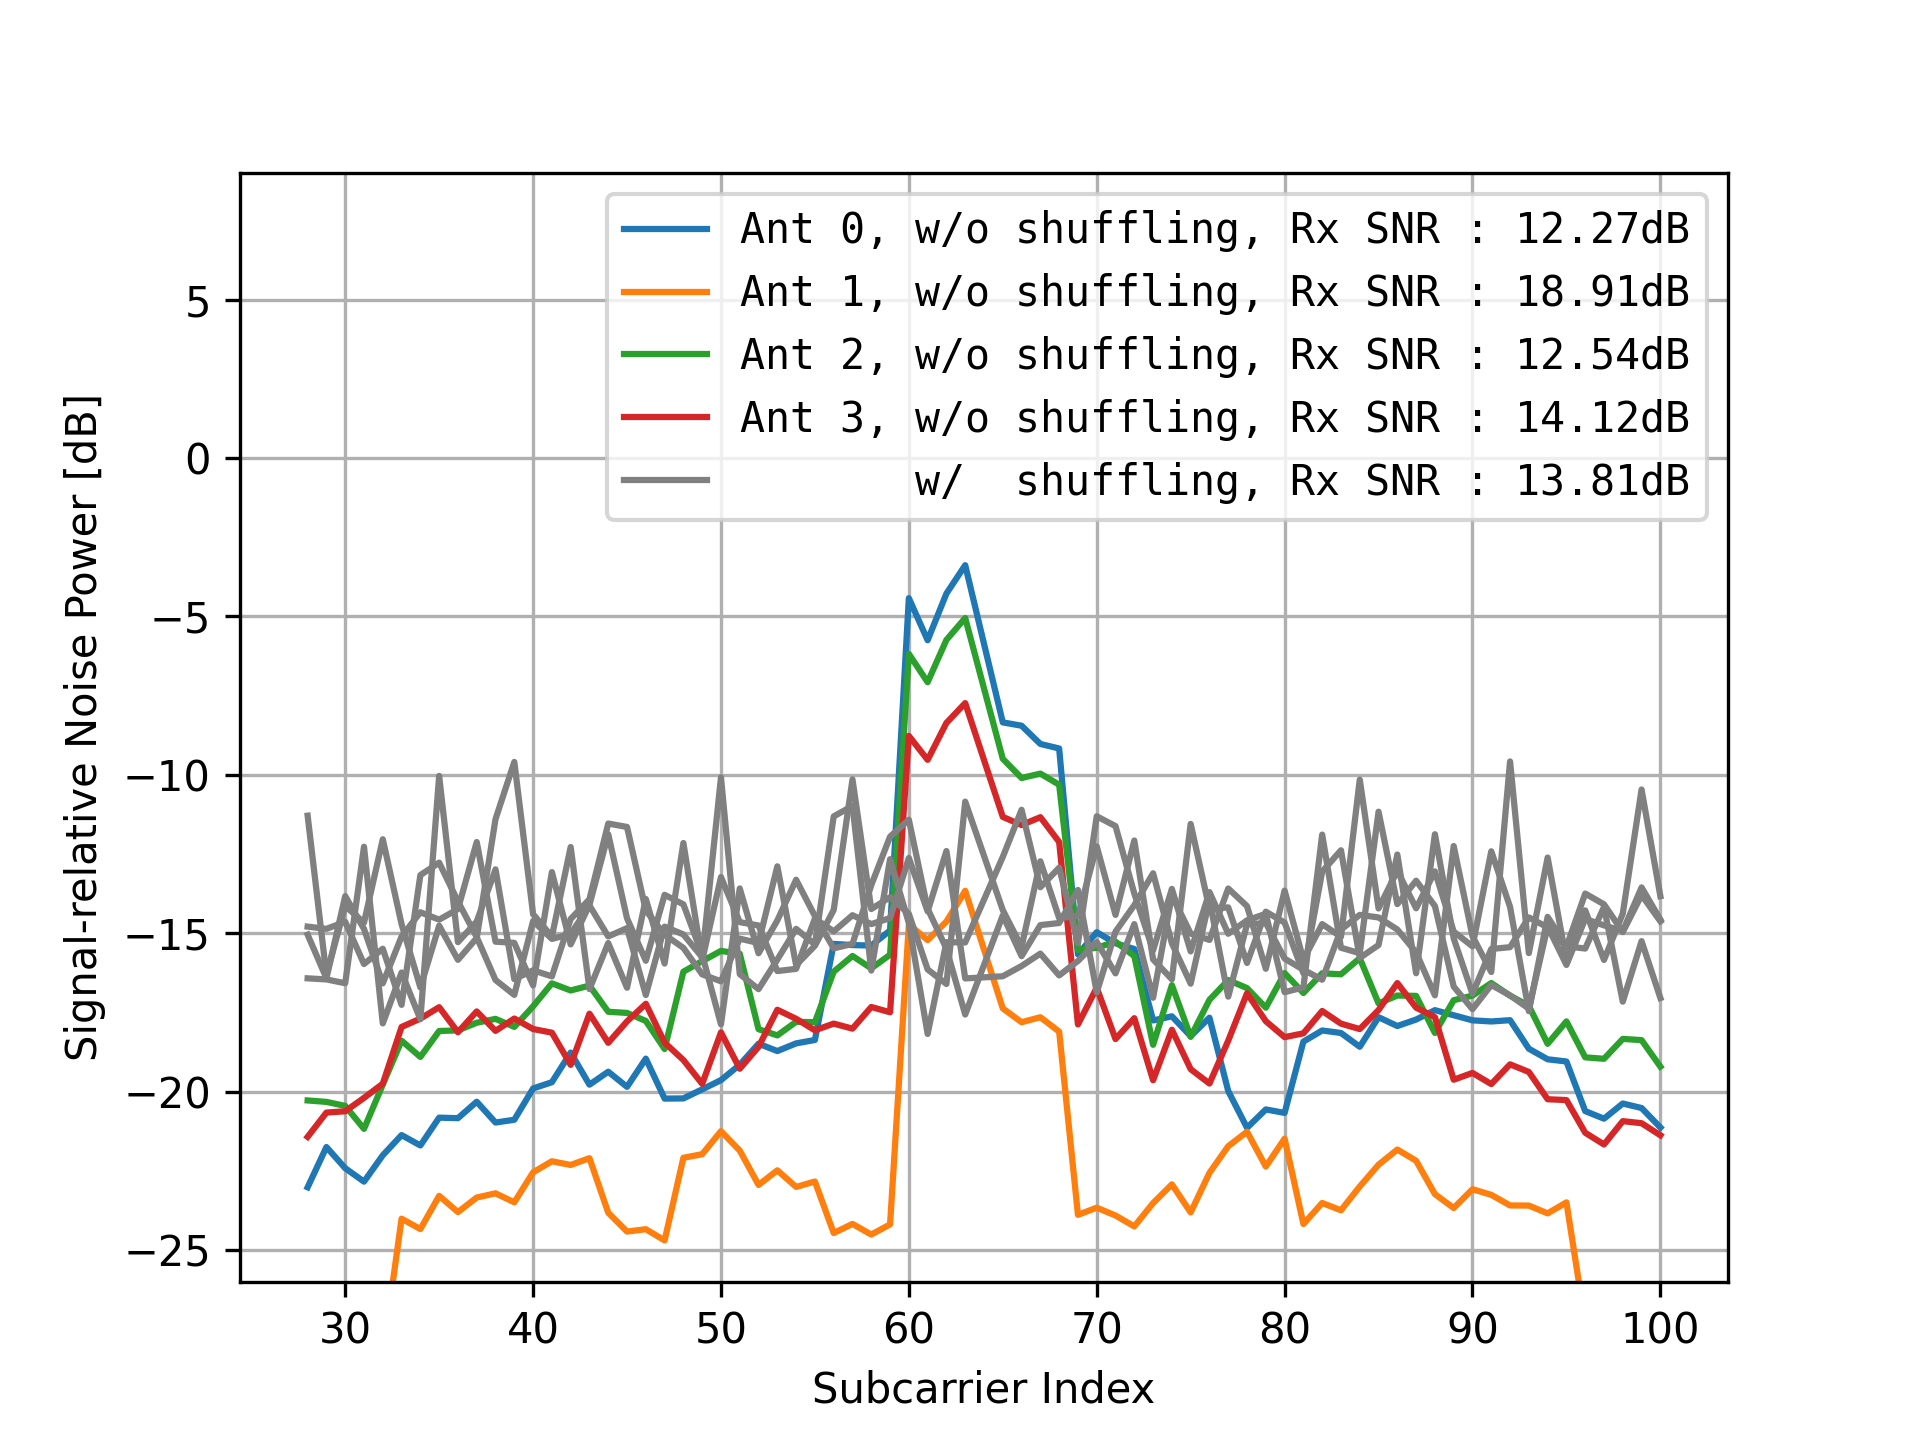 Ant 0, w/o shuffling, Rx SNR : 12.27dB
Ant 1, w/o shuffling, Rx SNR : 18.91dB
Ant 2, w/o shuffling, Rx SNR : 12.54dB
Ant 3, w/o shuffling, Rx SNR : 14.12dB
w/  shuffling, Rx SNR : 13.81dB
Signal-relative Noise Power [dB]
5
0
−5
−10
−15
−20
−25
30 40 50 60 70 80 90 100
Subcarrier Index